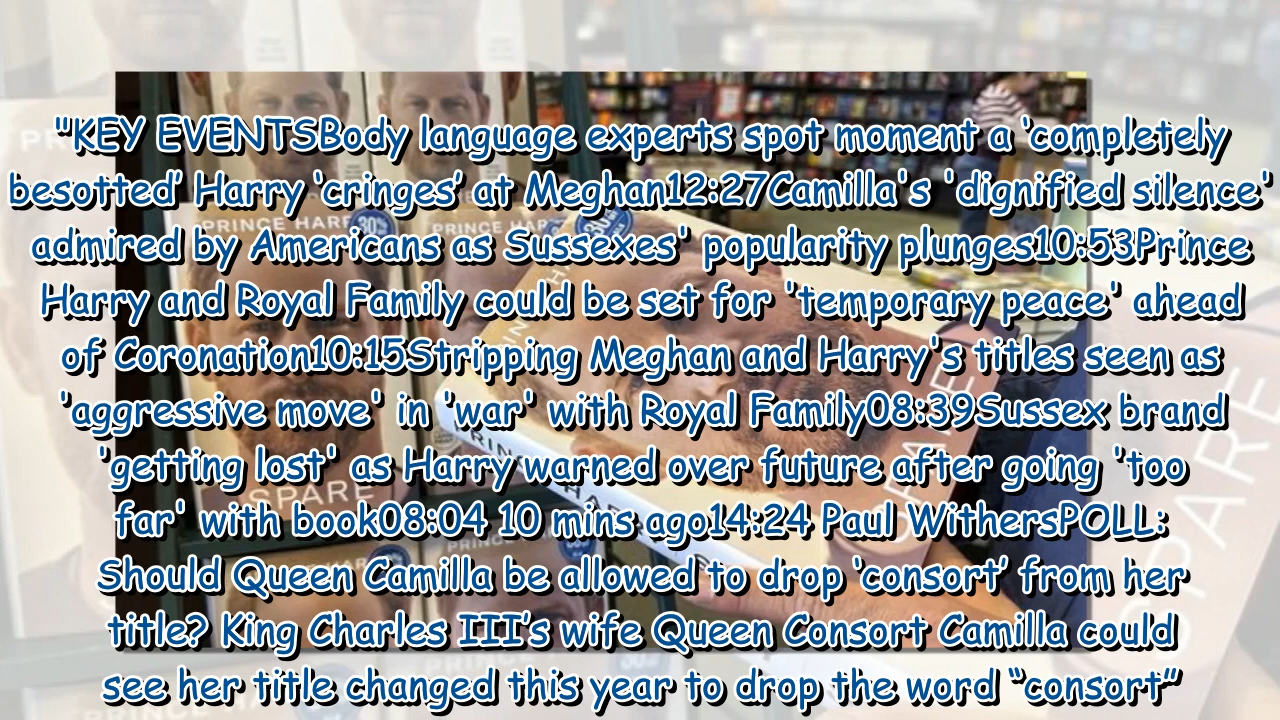 "KEY EVENTSBody language experts spot moment a ‘completely
besotted’ Harry ‘cringes’ at Meghan12:27Camilla's 'dignified silence'
admired by Americans as Sussexes' popularity plunges10:53Prince
Harry and Royal Family could be set for 'temporary peace' ahead
of Coronation10:15Stripping Meghan and Harry's titles seen as
'aggressive move' in 'war' with Royal Family08:39Sussex brand
'getting lost' as Harry warned over future after going 'too
far' with book08:04 10 mins ago14:24 Paul WithersPOLL:
Should Queen Camilla be allowed to drop ‘consort’ from her
title? King Charles III’s wife Queen Consort Camilla could
see her title changed this year to drop the word “consort”
PRINCE HARR
30%
SPARE
SPARE